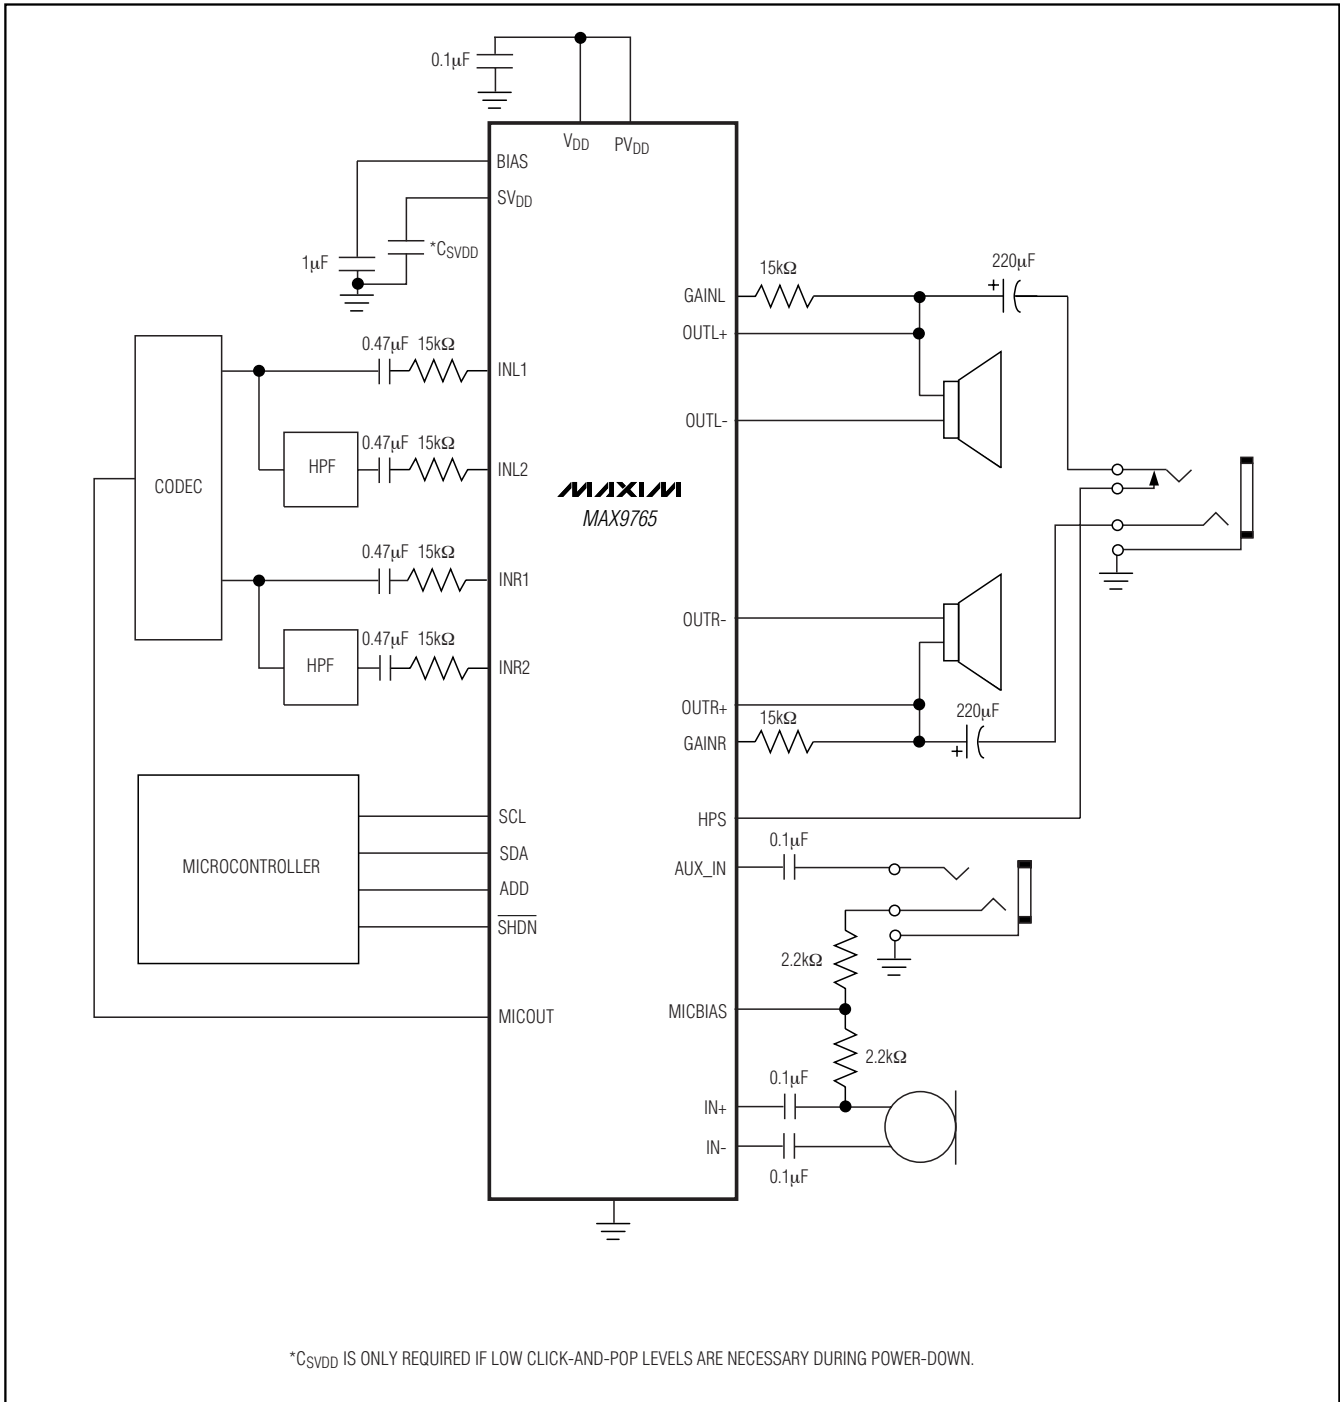 0.1µF
VDD PVDD
BIAS
SVDD
*CSVDD
1µF
15kΩ
220µF
+
GAINL
OUTL+
0.47µF 15kΩ
INL1
OUTL-
0.47µF 15kΩ
HPF
INL2
CODEC
MAXIM
MAX9765
0.47µF 15kΩ
INR1
OUTR-
0.47µF 15kΩ
HPF
INR2
OUTR+
15kΩ
220µF
+
GAINR
SCL
HPS
0.1µF
SDA
MICROCONTROLLER
AUX_IN
ADD
SHDN
2.2kΩ
MICOUT
MICBIAS
2.2kΩ
0.1µF
IN+
IN-
0.1µF
*CSVDD IS ONLY REQUIRED IF LOW CLICK-AND-POP LEVELS ARE NECESSARY DURING POWER-DOWN.